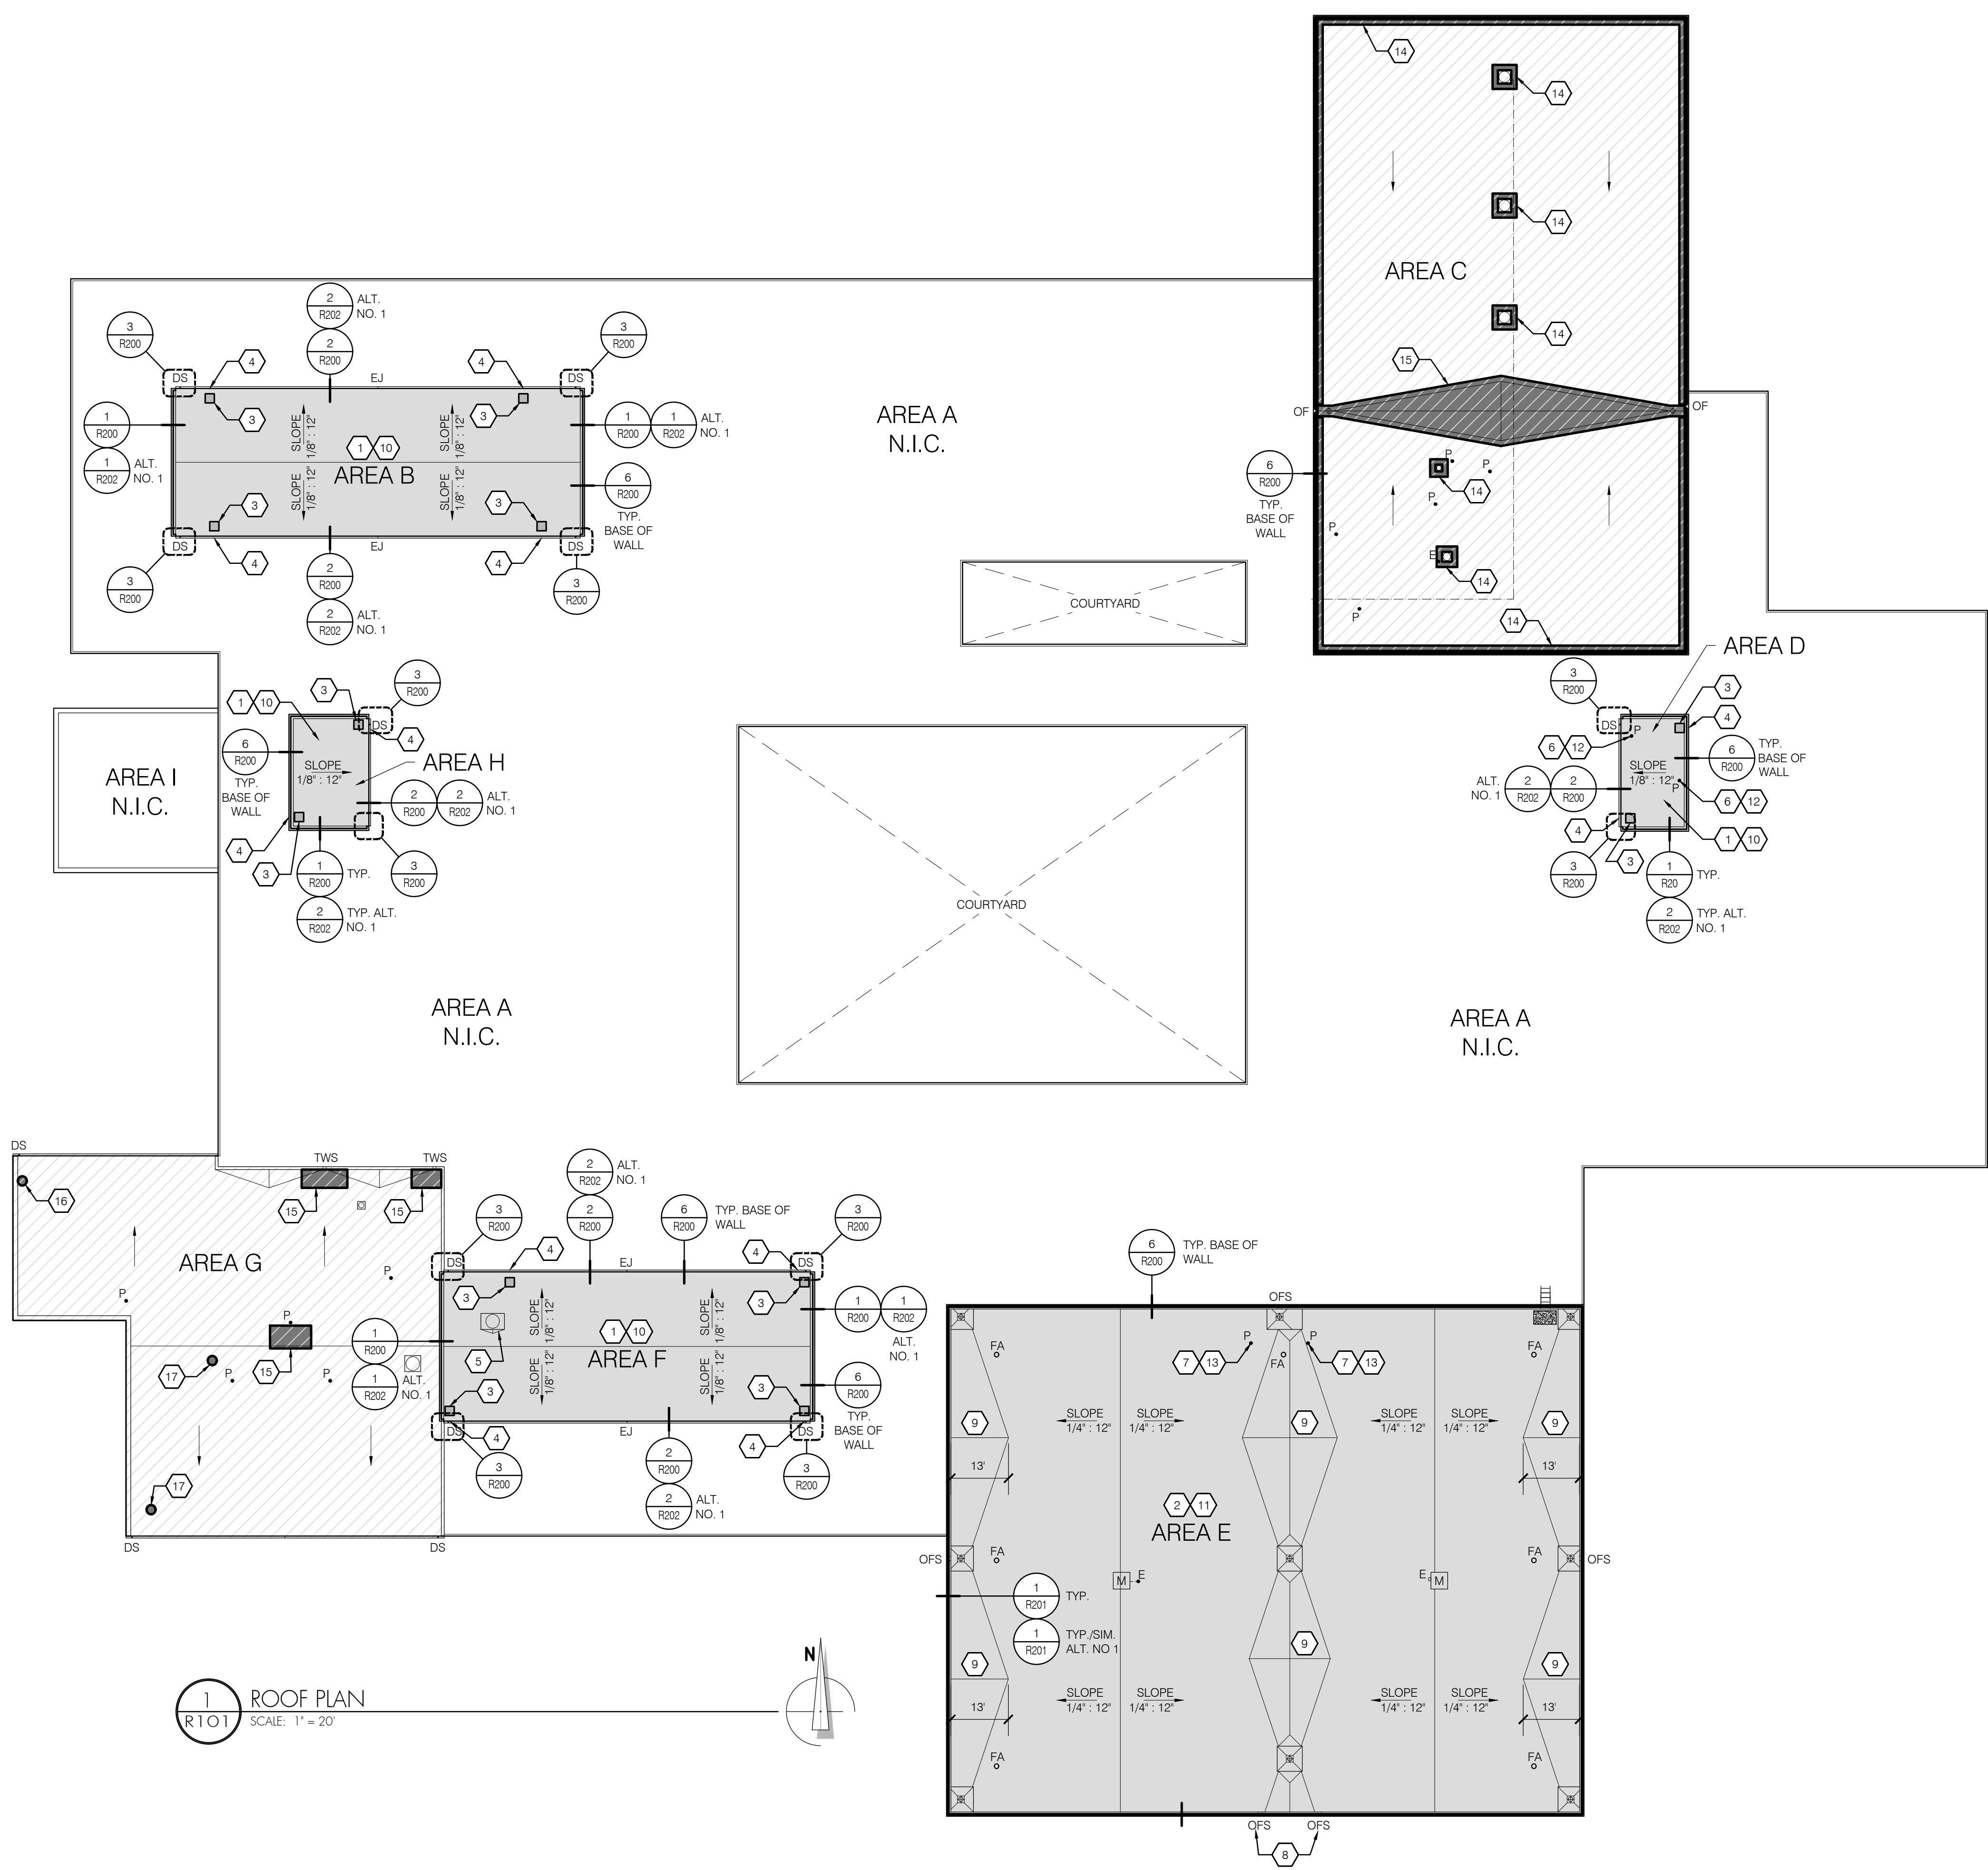 14
14
14
AREA C
14
15
OF
OF
P
P
14
P
P
E
14
P
14
6
R200
TYP.
BASE OF
WALL
2
R202
ALT.
NO. 1
2
R200
3
R200
3
R200
4
4
DS
EJ
DS
3
3
1
R200
1
R202
ALT.
NO. 1
SLOPE
1/8" : 12"
SLOPE
1/8" : 12"
1
10
AREA B
SLOPE
1/8" : 12"
SLOPE
1/8" : 12"
1
R200
1
R202
ALT.
NO. 1
6
R200
TYP.
BASE OF
WALL
3
3
DS
EJ
DS
4
4
3
R200
2
R200
2
R202
ALT.
NO. 1
3
R200
AREA A
N.I.C.
COURTYARD
AREA I
N.I.C.
1
10
3
3
R200
DS
4
6
R200
TYP.
BASE OF
WALL
SLOPE
1/8" : 12"
AREA H
2
R200
2
R202
ALT.
NO. 1
4
3
1
R200
TYP.
2
R202
TYP. ALT.
NO. 1
3
R200
AREA D
3
R200
DS
P
3
4
6
12
6
R200
TYP.
BASE OF
WALL
SLOPE
1/8" : 12"
P
ALT.
NO. 1
2
R202
2
R200
6
12
1
10
4
3
R200
3
1
R20
TYP.
2
R202
TYP. ALT.
NO. 1
COURTYARD
AREA A
N.I.C.
AREA A
N.I.C.
DS
TWS
TWS
16
15
15
AREA G
P
P
P
15
17
P
P
17
DS
DS
2
R202
ALT.
NO. 1
2
R200
3
R200
6
R200
TYP. BASE OF
WALL
3
R200
4
4
DS
EJ
DS
3
3
SLOPE
1/8" : 12"
SLOPE
1/8" : 12"
1
10
AREA F
5
SLOPE
1/8" : 12"
SLOPE
1/8" : 12"
1
R200
1
R202
ALT.
NO. 1
1
R200
1
R202
ALT.
NO. 1
6
R200
TYP.
BASE OF
WALL
3
3
DS
EJ
DS
4
4
3
R200
2
R200
2
R202
ALT.
NO. 1
3
R200
6
R200
TYP. BASE OF
WALL
OFS
FA
P
FA
P
FA
7
13
7
13
9
SLOPE
1/4" : 12"
SLOPE
1/4" : 12"
9
SLOPE
1/4" : 12"
SLOPE
1/4" : 12"
9
13'
13'
2
11
AREA E
OFS
FA
FA
OFS
M
E
E
M
1
R201
TYP.
1
R201
TYP./SIM.
ALT. NO 1
9
9
9
SLOPE
1/4" : 12"
SLOPE
1/4" : 12"
SLOPE
1/4" : 12"
SLOPE
1/4" : 12"
13'
13'
FA
FA
OFS
OFS
8
N
1
R101
ROOF PLAN
SCALE: 1" = 20'